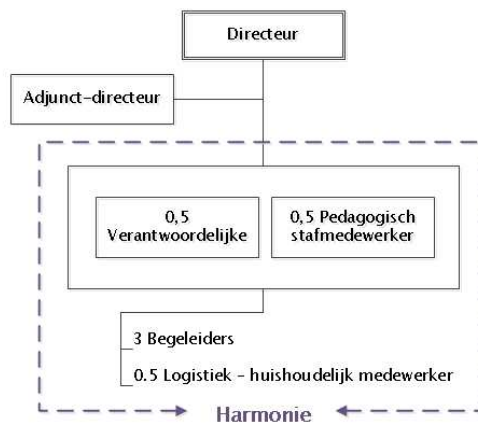 Directeur
Adjunct-directeur
0,5
Verantwoordelijke
0,5 Pedagogisch
stafmedewerker
3 Begeleiders
0.5 Logistiek - huishoudelijk medewerker
Harmonie